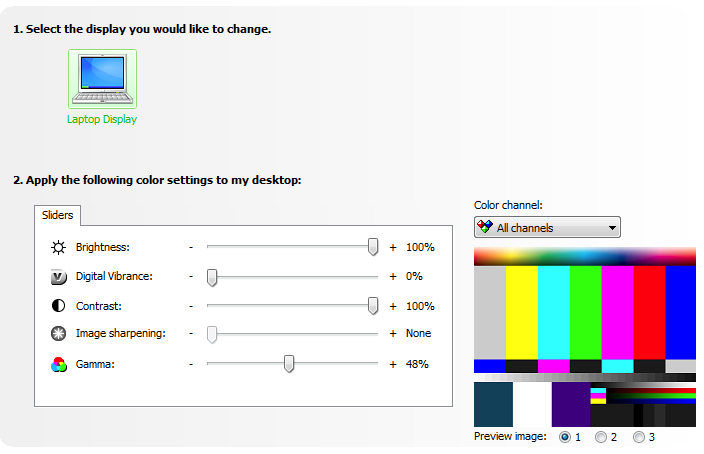 1. Select the display you would like to change.
Laptop Display
2. Apply the following color settings to my desktop:
Sliders
Brightness: - + 100%
Digital Vibrance: - + 0%
Contrast: - + 100%
Image sharpening: - + None
Gamma: - + 48%
Color channel:
All channels
Preview image: 1 2 3